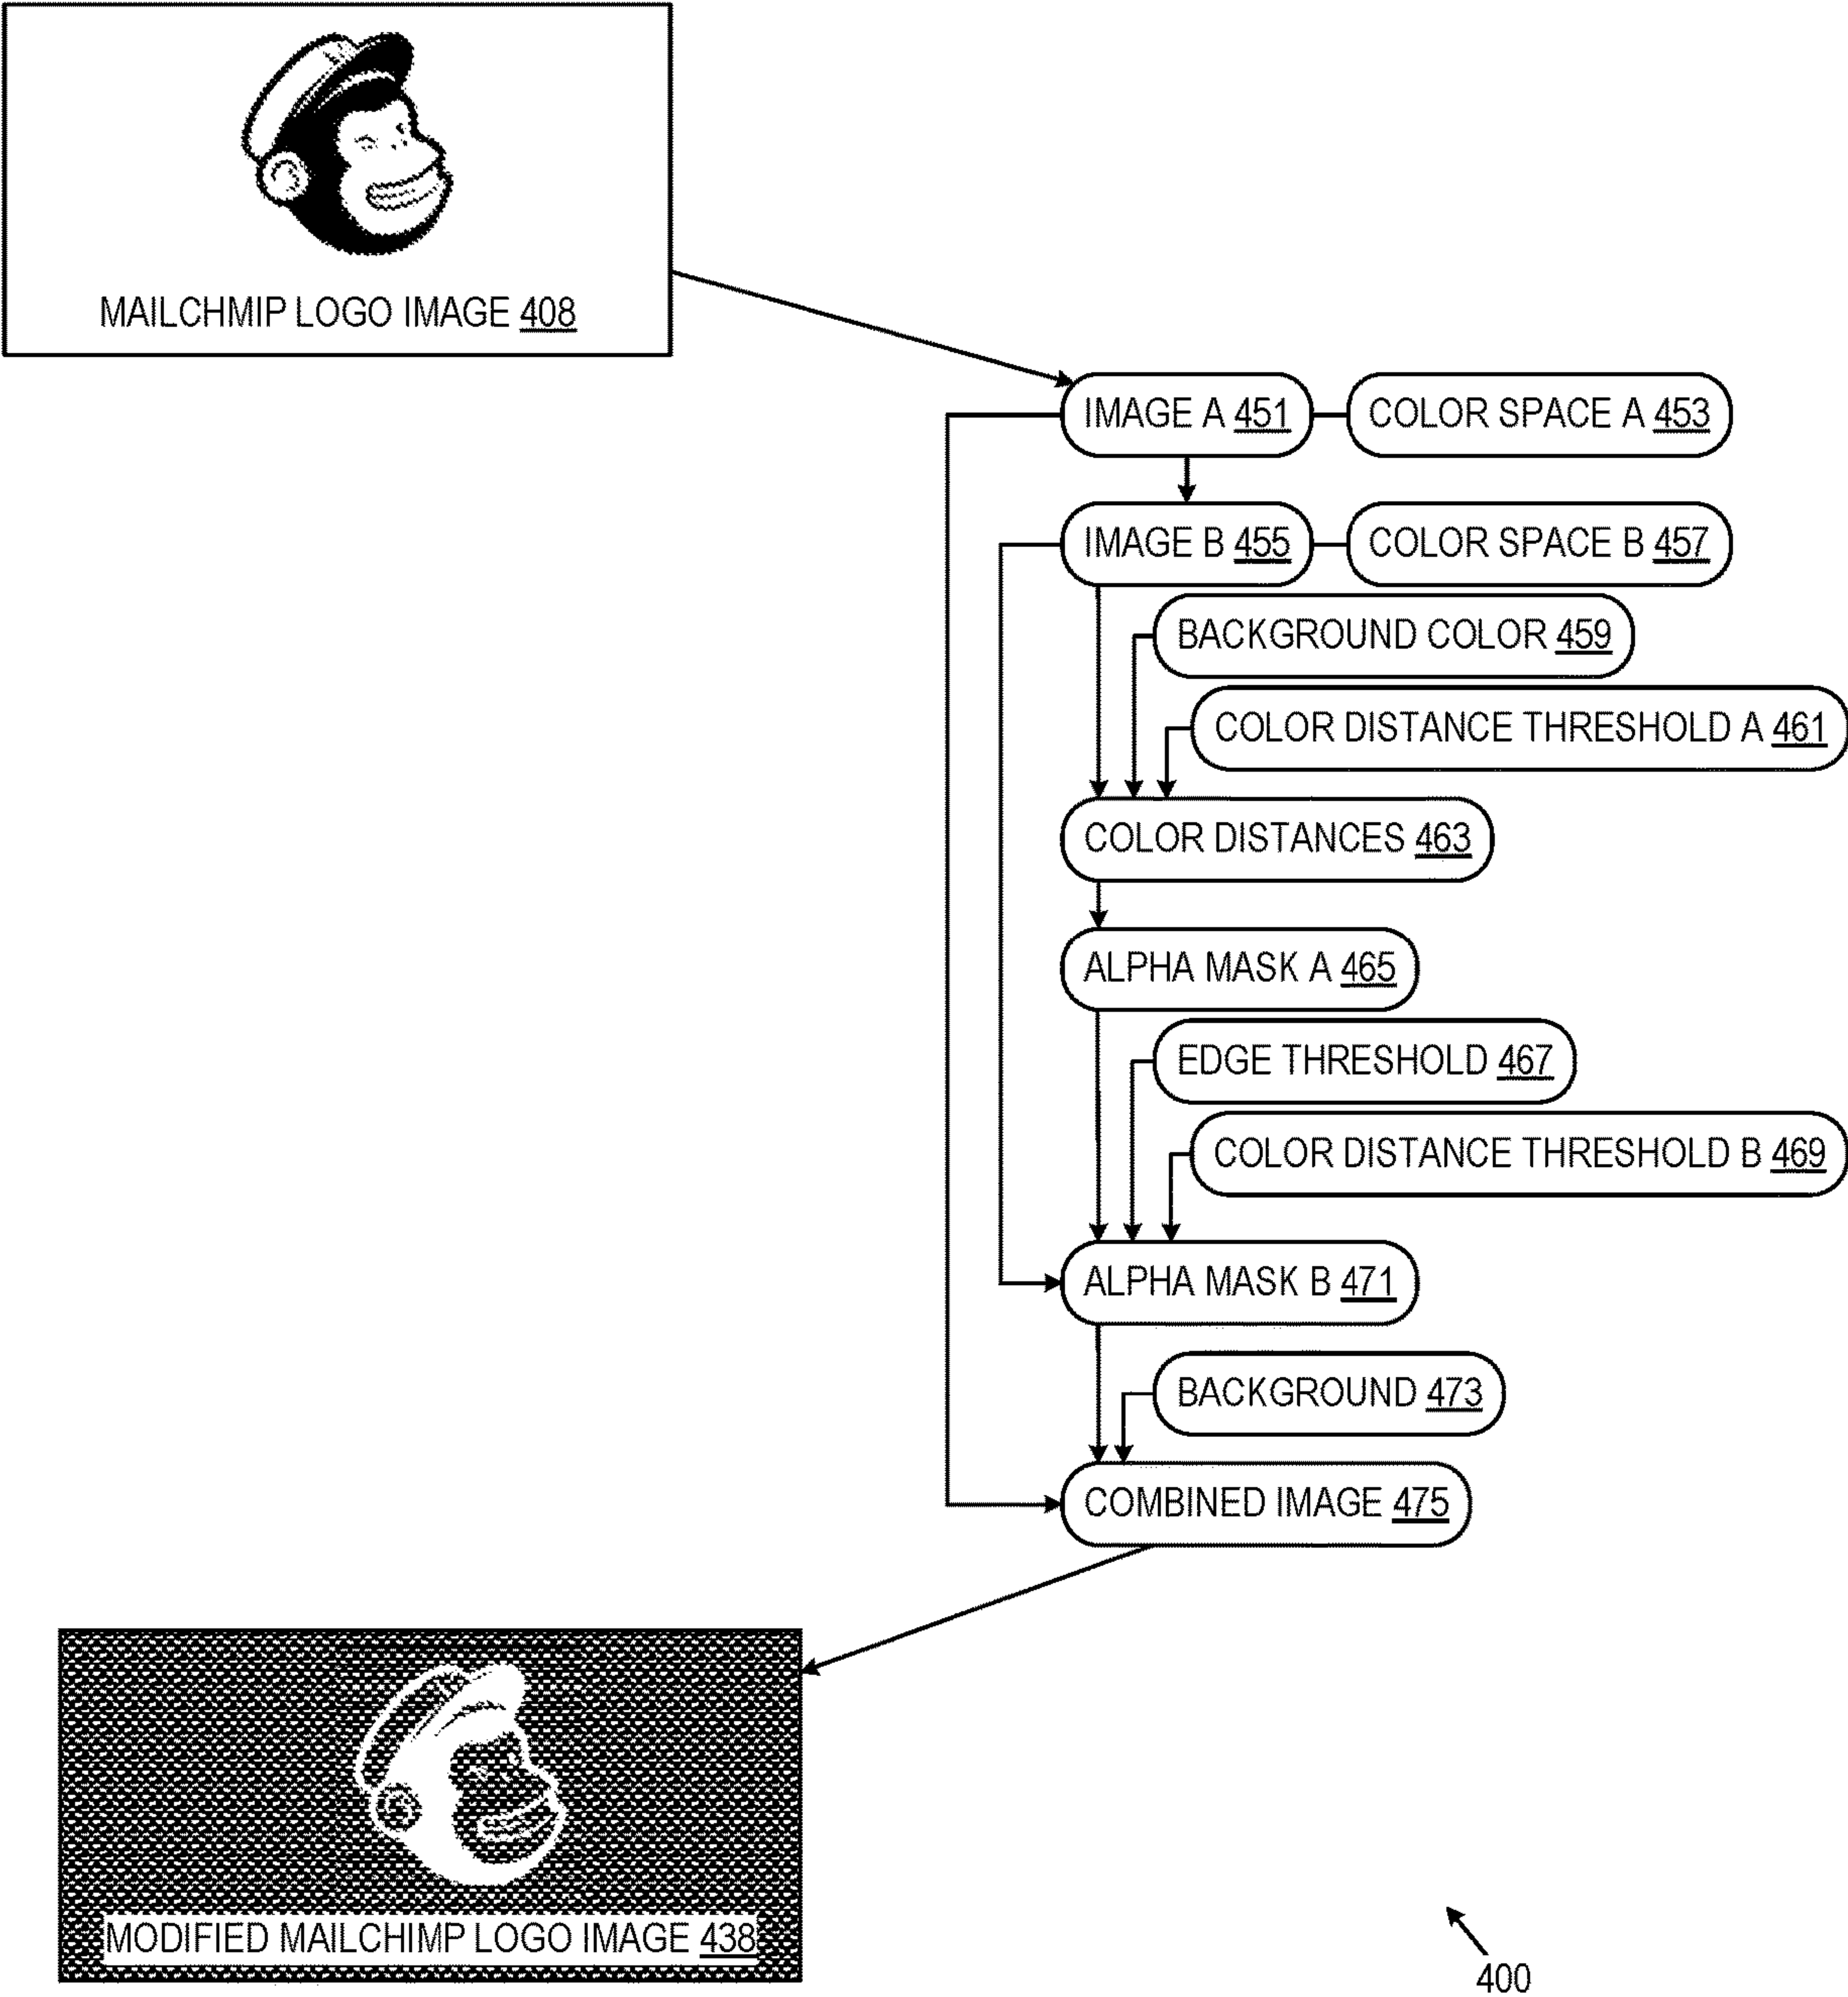 MAILCHMIP LOGO IMAGE 408
IMAGE A 451
COLOR SPACE A 453
IMAGE B 455
COLOR SPACE B 457
BACKGROUND COLOR 459
COLOR DISTANCE THRESHOLD A 461
COLOR DISTANCES 463
ALPHA MASK A 465
EDGE THRESHOLD 467
COLOR DISTANCE THRESHOLD B 469
ALPHA MASK B 471
BACKGROUND 473
COMBINED IMAGE 475
MODIFIED MAILCHIMP LOGO IMAGE 438
400